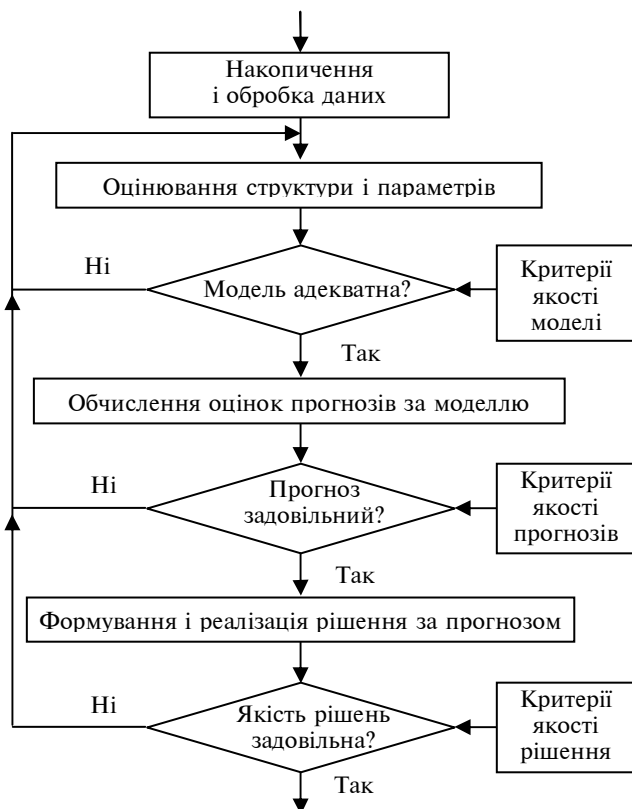 Накопичення
і обробка даних
Оцінювання структури і параметрів
Ні
Модель адекватна?
Критерії
якості
моделі
Так
Обчислення оцінок прогнозів за моделлю
Ні
Прогноз
задовільний?
Критерії
якості
прогнозів
Так
Формування і реалізація рішення за прогнозом
Ні
Якість рішень
задовільна?
Критерії
якості
рішення
Так